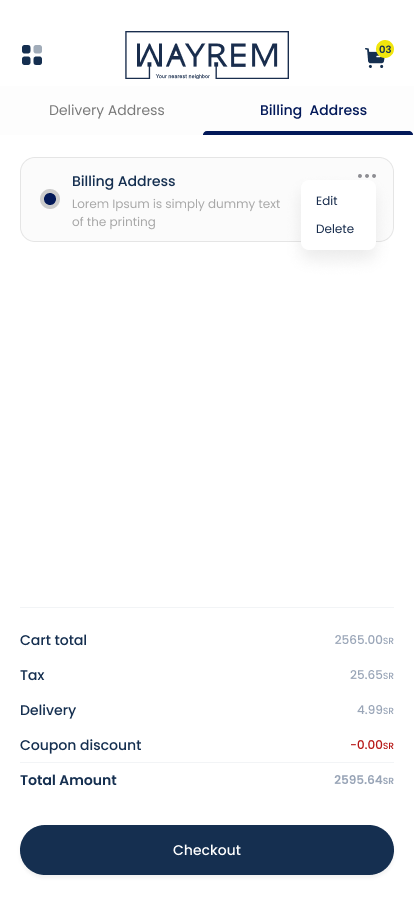 WAYREM
Your nearest neighbor
03
Delivery Address
Billing Address
Billing Address
Lorem Ipsum is simply dummy text
of the printing
Edit
Delete
Cart total 2565.00SR
Tax 25.65SR
Delivery 4.99SR
Coupon discount -0.00SR
Total Amount 2595.64SR
Checkout